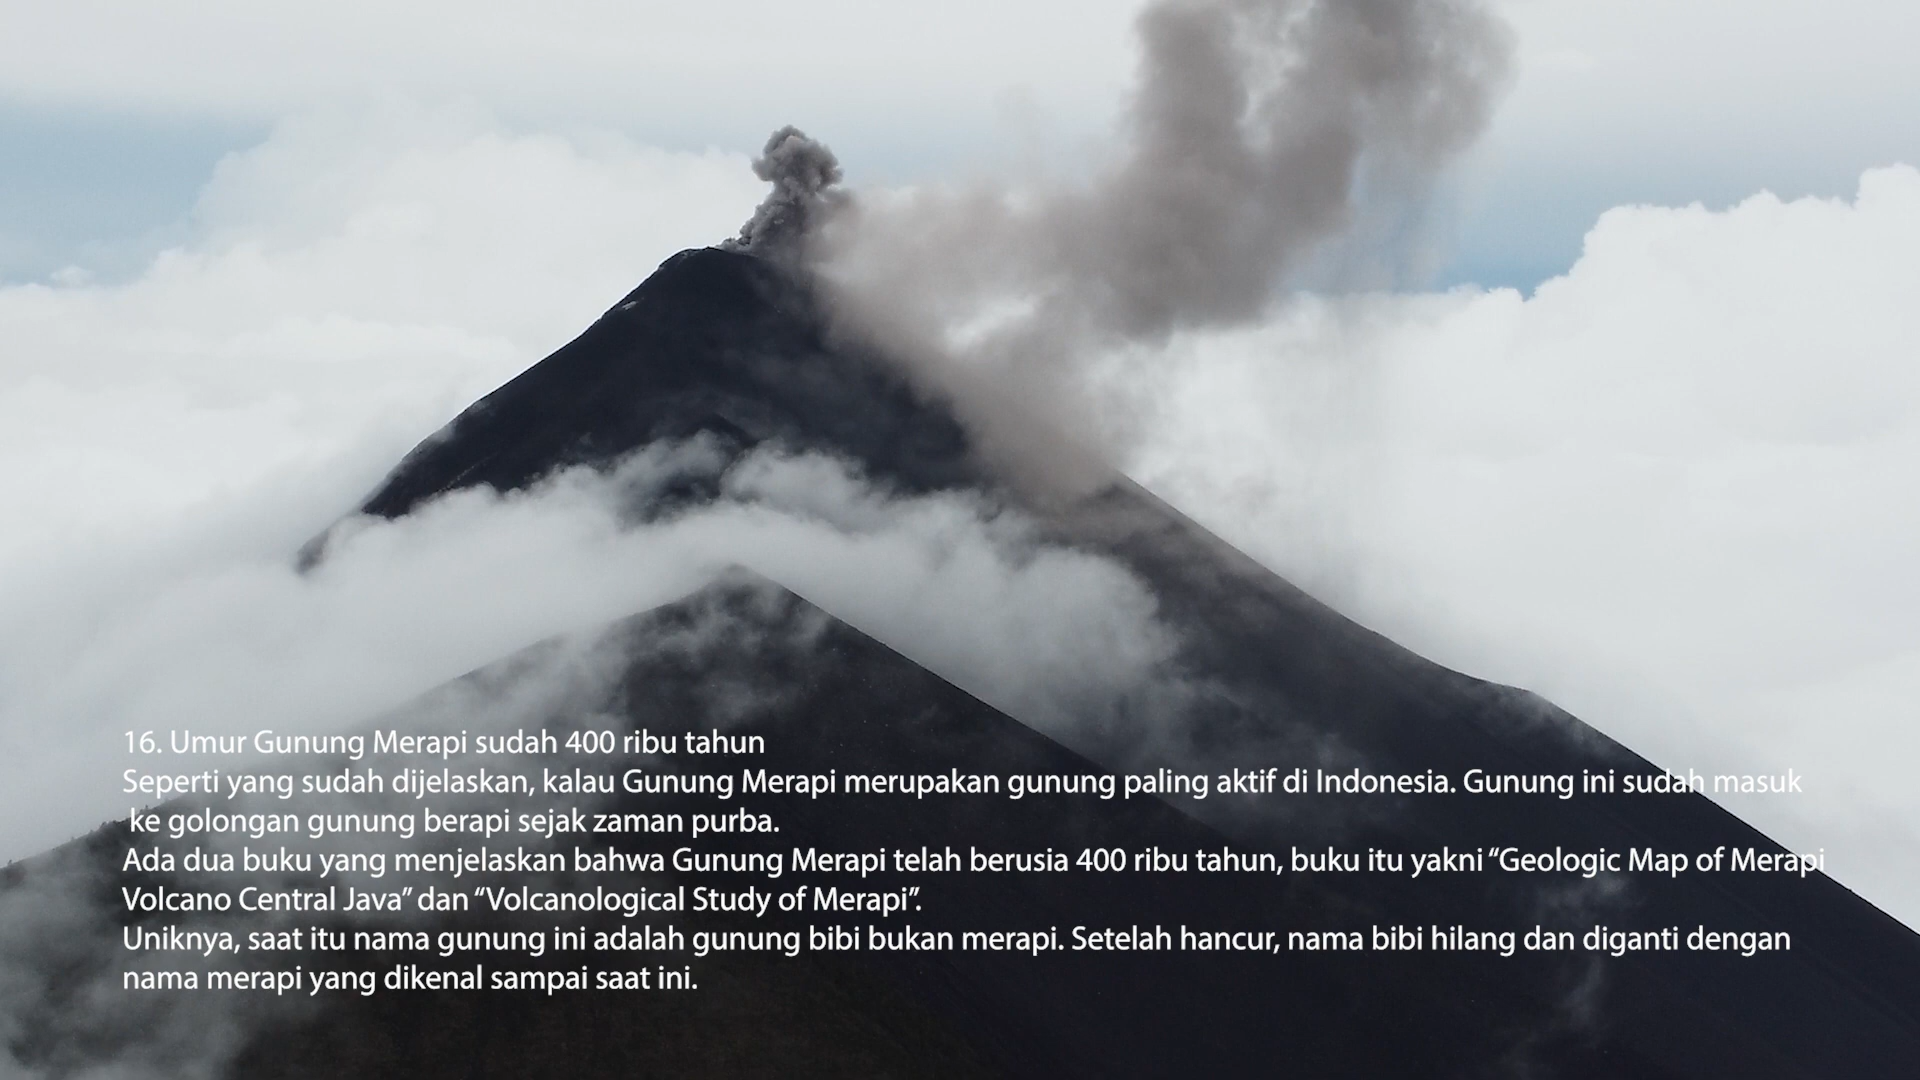 16. Umur Gunung Merapi sudah 400 ribu tahun
Seperti yang sudah dijelaskan, kalau Gunung Merapi merupakan gunung paling aktif di Indonesia. Gunung ini sudah masuk
ke golongan gunung berapi sejak zaman purba.
Ada dua buku yang menjelaskan bahwa Gunung Merapi telah berusia 400 ribu tahun, buku itu yakni “Geologic Map of Merapi
Volcano Central Java” dan “Volcanological Study of Merapi”.
Uniknya, saat itu nama gunung ini adalah gunung bibi bukan merapi. Setelah hancur, nama bibi hilang dan diganti dengan
nama merapi yang dikenal sampai saat ini.